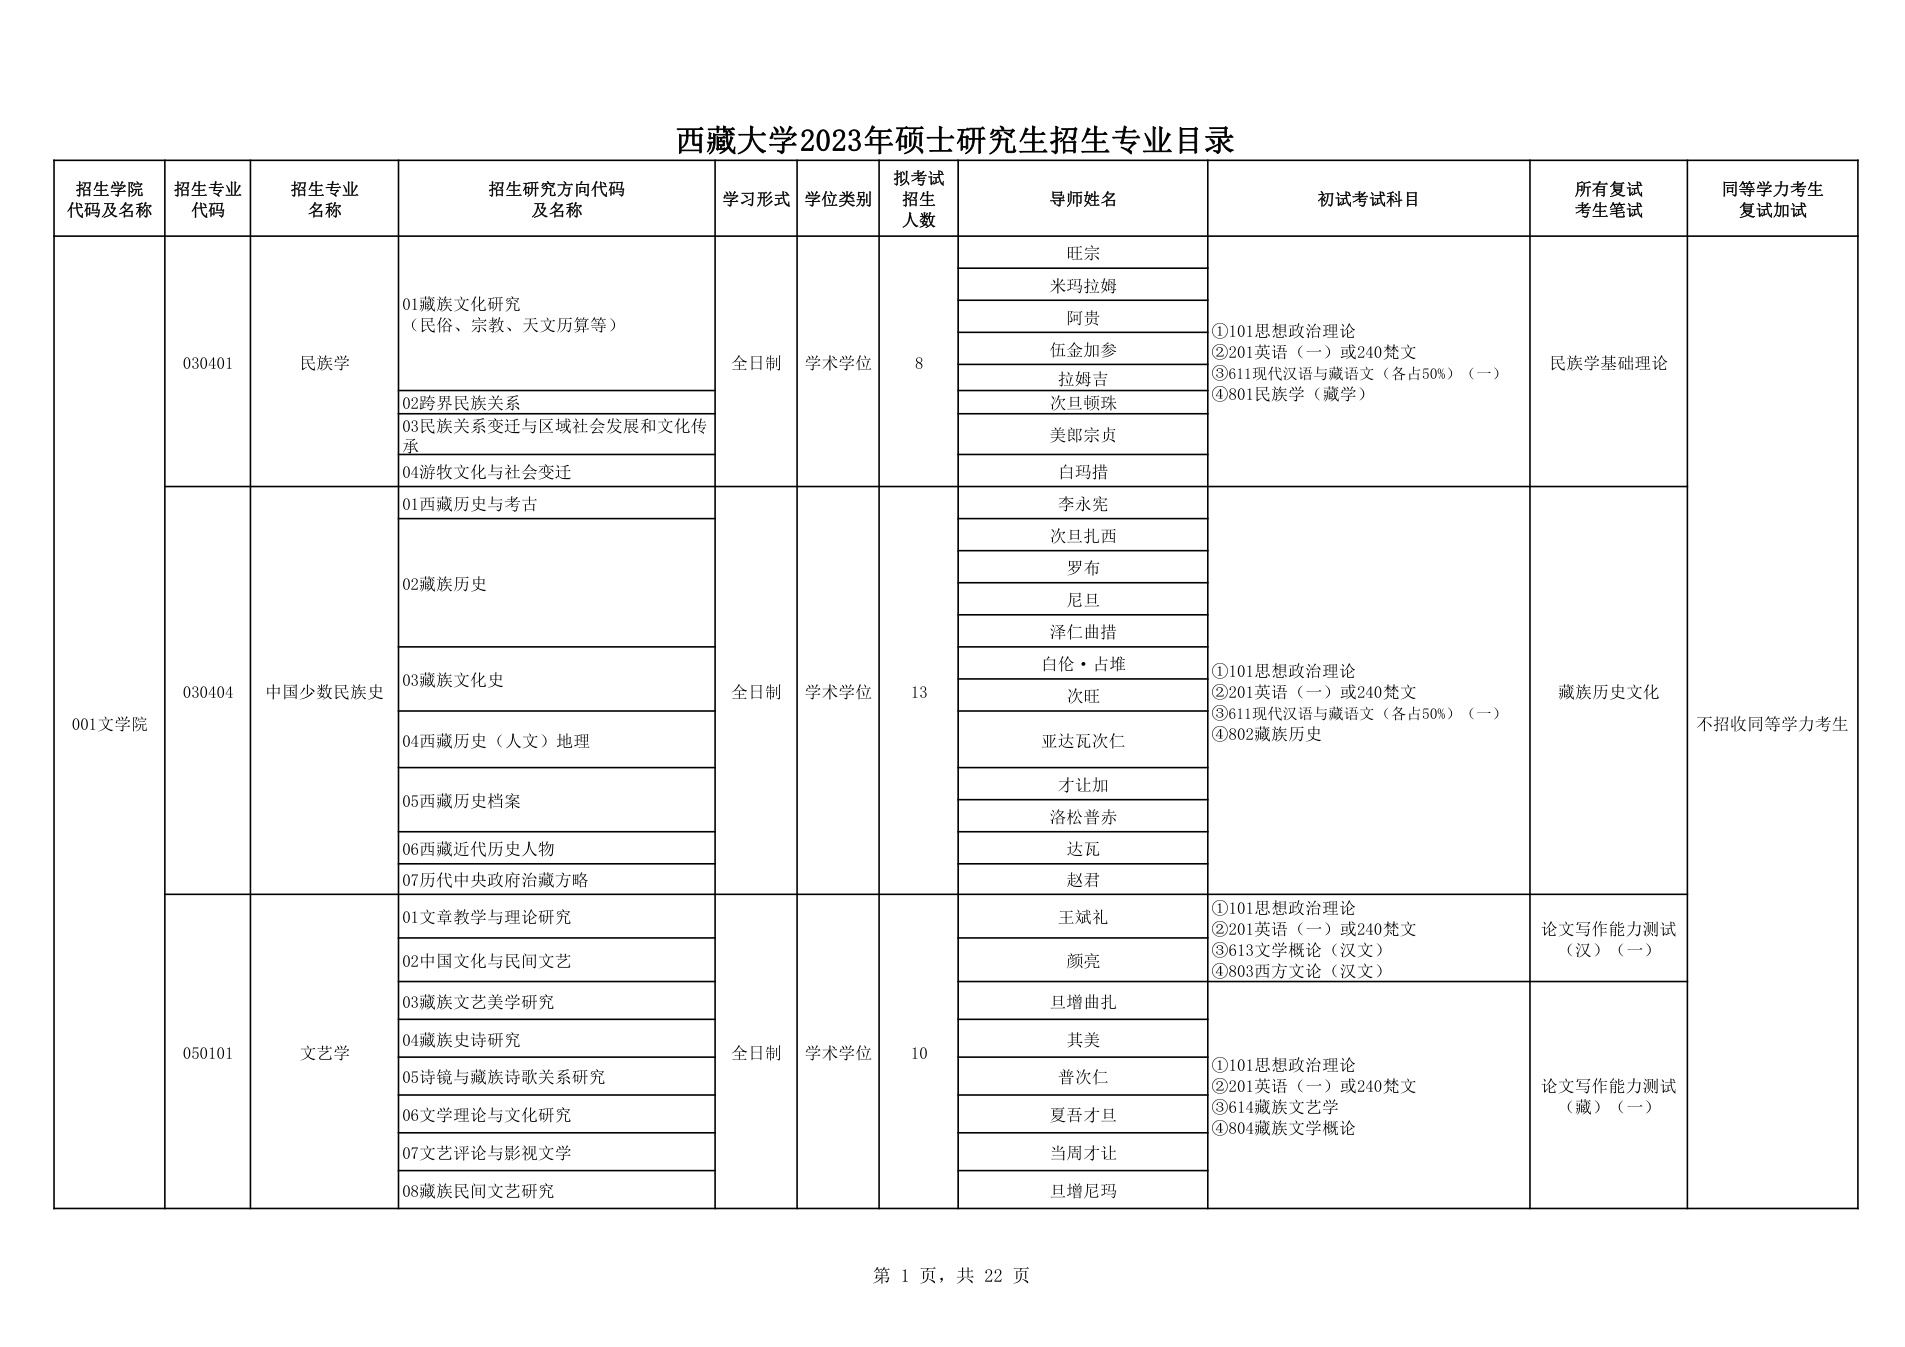 西藏大学2023年硕士研究生招生专业目录
招生学院
代码及名称
招生专业
代码
招生专业
名称
招生研究方向代码
及名称
学习形式
学位类别
拟考试
招生
人数
导师姓名
初试考试科目
所有复试
考生笔试
同等学力考生
复试加试
001文学院
030401
民族学
01藏族文化研究
（民俗、宗教、天文历算等）
02跨界民族关系
03民族关系变迁与区域社会发展和文化传
承
04游牧文化与社会变迁
全日制
学术学位
8
旺宗
米玛拉姆
阿贵
伍金加参
拉姆吉
次旦顿珠
美郎宗贞
白玛措
①101思想政治理论
②201英语（一）或240梵文
③611现代汉语与藏语文（各占50%）（一）
④801民族学（藏学）
民族学基础理论
不招收同等学力考生
030404
中国少数民族史
01西藏历史与考古
02藏族历史
03藏族文化史
04西藏历史（人文）地理
05西藏历史档案
06西藏近代历史人物
07历代中央政府治藏方略
全日制
学术学位
13
李永宪
次旦扎西
罗布
尼旦
泽仁曲措
白伦·占堆
次旺
亚达瓦次仁
才让加
洛松普赤
达瓦
赵君
①101思想政治理论
②201英语（一）或240梵文
③611现代汉语与藏语文（各占50%）（一）
④802藏族历史
藏族历史文化
050101
文艺学
01文章教学与理论研究
02中国文化与民间文艺
03藏族文艺美学研究
04藏族史诗研究
05诗镜与藏族诗歌关系研究
06文学理论与文化研究
07文艺评论与影视文学
08藏族民间文艺研究
全日制
学术学位
10
王斌礼
颜亮
旦增曲扎
其美
普次仁
夏吾才旦
当周才让
旦增尼玛
①101思想政治理论
②201英语（一）或240梵文
③613文学概论（汉文）
④803西方文论（汉文）
论文写作能力测试
（汉）（一）
①101思想政治理论
②201英语（一）或240梵文
③614藏族文艺学
④804藏族文学概论
论文写作能力测试
（藏）（一）
第 1 页，共 22 页